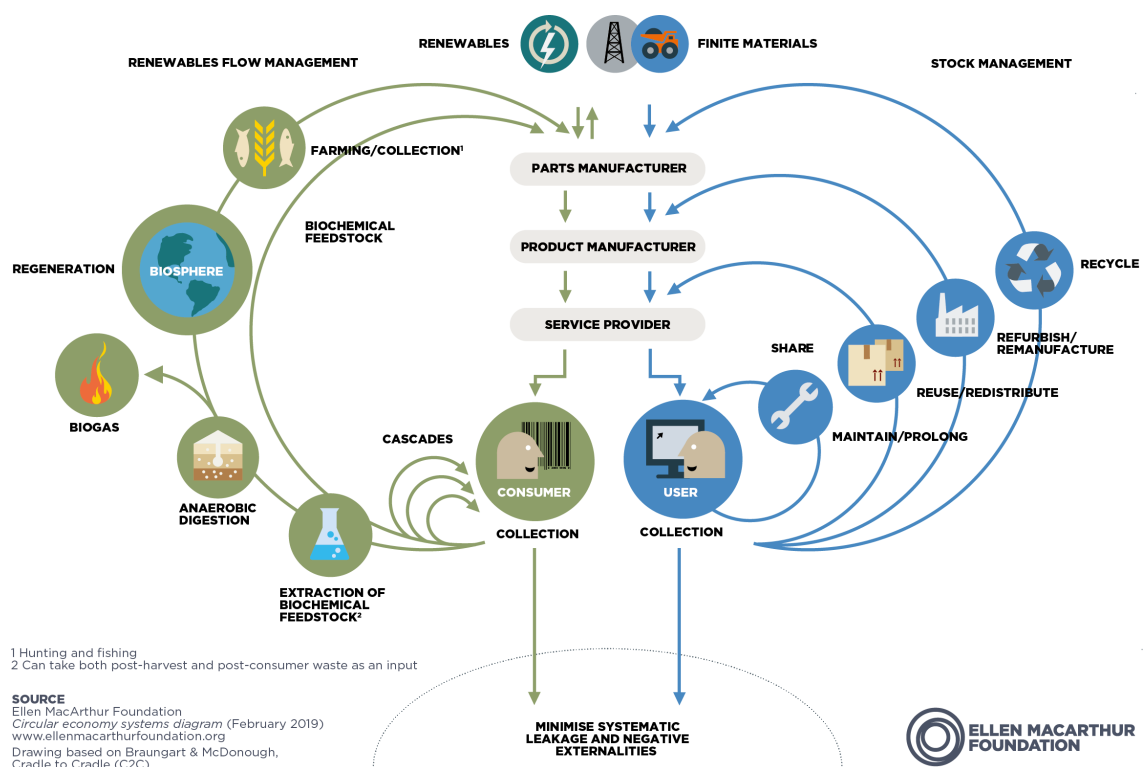 RENEWABLES
FINITE MATERIALS
RENEWABLES FLOW MANAGEMENT
STOCK MANAGEMENT
FARMING/COLLECTION¹
PARTS MANUFACTURER
BIOCHEMICAL
FEEDSTOCK
PRODUCT MANUFACTURER
REGENERATION
BIOSPHERE
RECYCLE
SERVICE PROVIDER
REFURBISH/
REMANUFACTURE
SHARE
REUSE/REDISTRIBUTE
BIOGAS
CASCADES
MAINTAIN/PROLONG
CONSUMER
USER
ANAEROBIC
DIGESTION
COLLECTION
COLLECTION
EXTRACTION OF
BIOCHEMICAL
FEEDSTOCK²
1 Hunting and fishing
2 Can take both post-harvest and post-consumer waste as an input
SOURCE
Ellen MacArthur Foundation
Circular economy systems diagram (February 2019)
www.ellenmacarthurfoundation.org
Drawing based on Braungart & McDonough,
Cradle to Cradle (C2C)
MINIMISE SYSTEMATIC
LEAKAGE AND NEGATIVE
EXTERNALITIES
ELLEN MACARTHUR
FOUNDATION